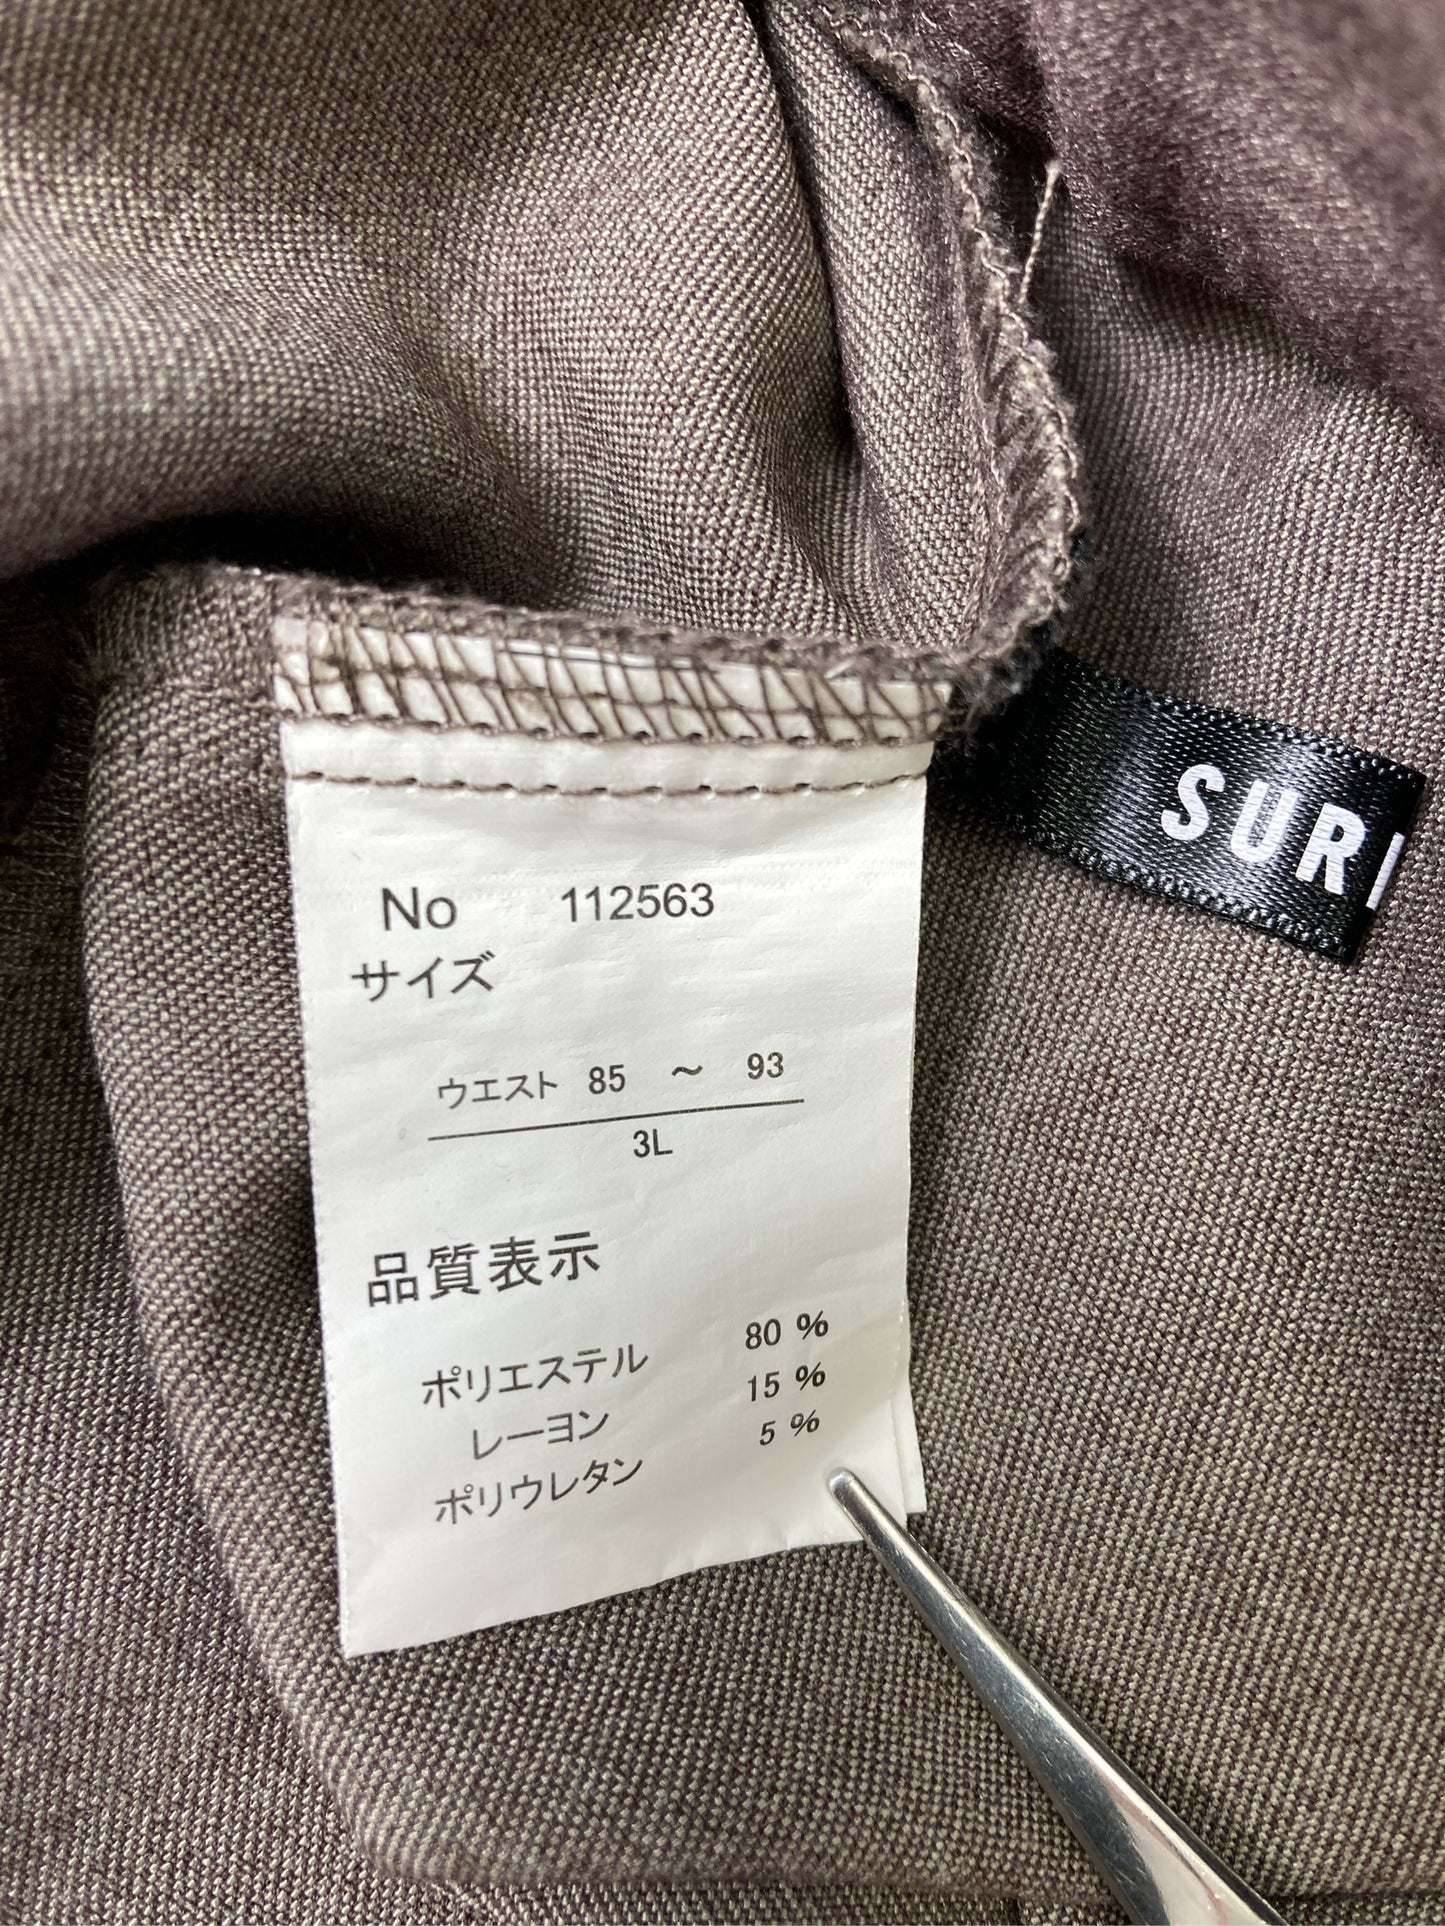 No 112563
サイズ
ウエスト 85 ～ 93
3L
品質表示
ポリエステル 80 %
レーヨン 15 %
ポリウレタン 5 %